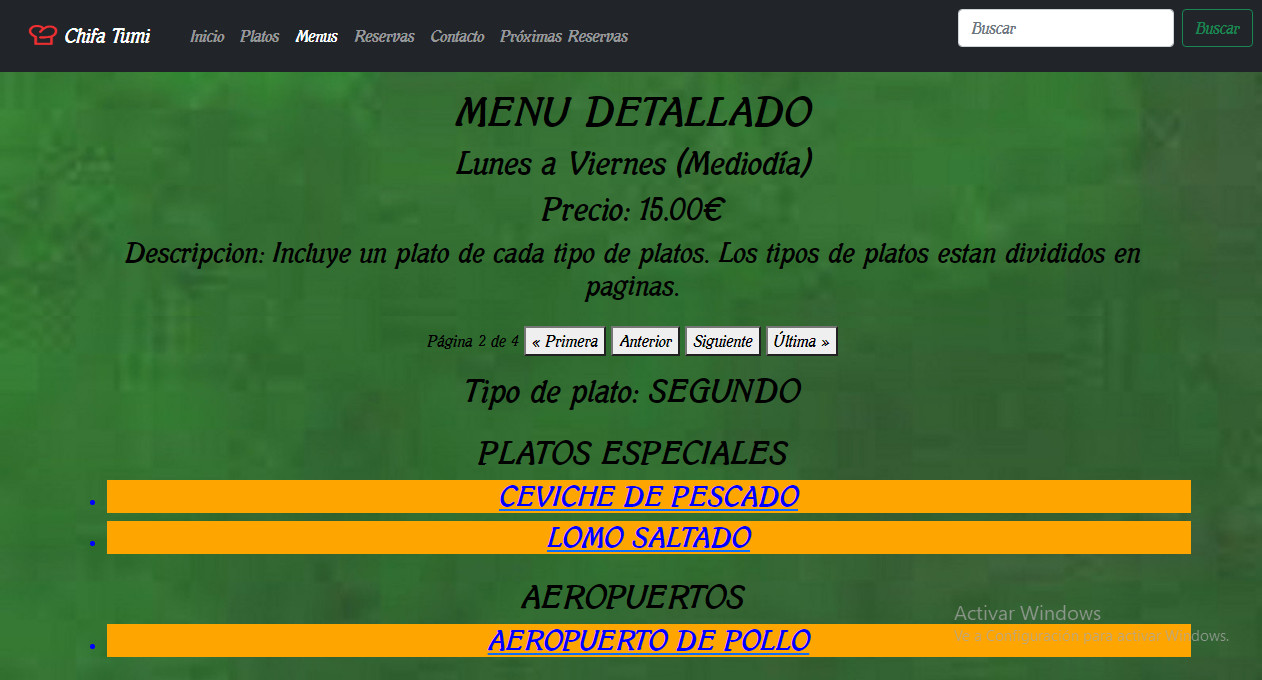 Chifa Tumi Inicio Platos Menus Reservas Contacto Próximas Reservas Buscar Buscar
MENU DETALLADO
Lunes a Viernes (Mediodía)
Precio: 15.00€
Descripcion: Incluye un plato de cada tipo de platos. Los tipos de platos estan divididos en
paginas.
Página 2 de 4 « Primera Anterior Siguiente Última »
Tipo de plato: SEGUNDO
PLATOS ESPECIALES
CEVICHE DE PESCADO
LOMO SALTADO
AEROPUERTOS
AEROPUERTO DE POLLO
Activar Windows
Ve a Configuración para activar Windows.